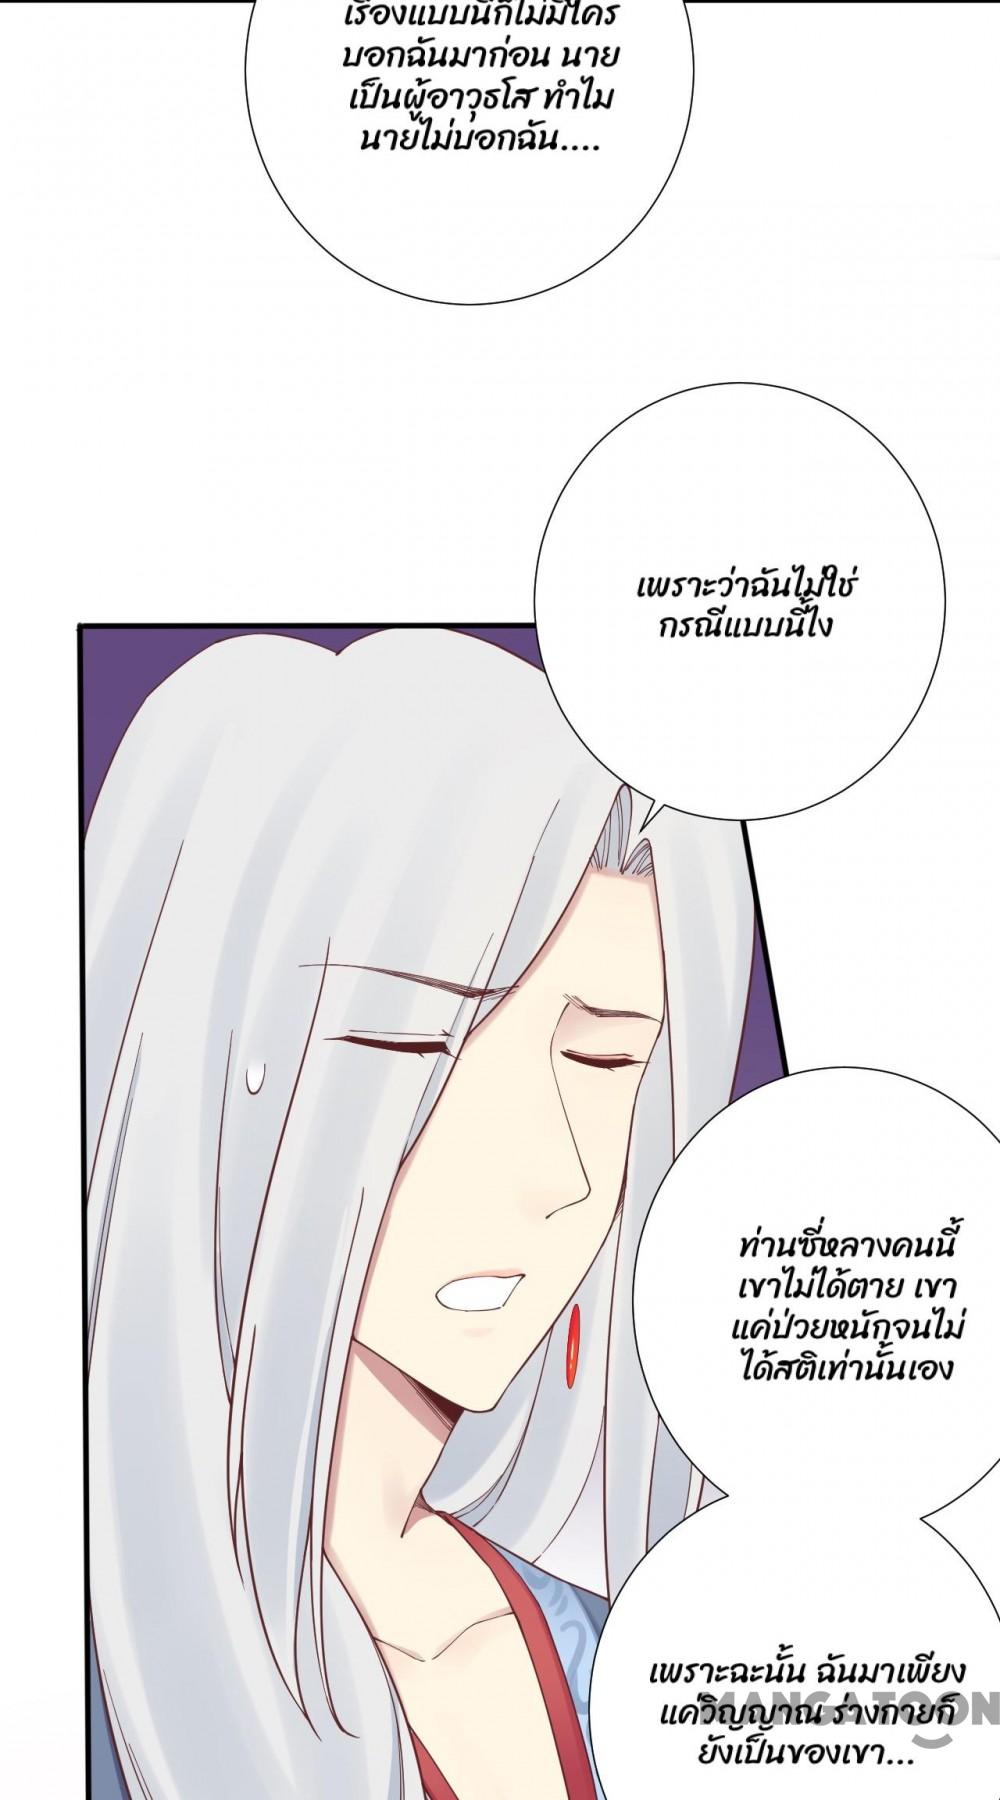 เรื่องแบบนี้ก็ไม่มีใคร
บอกฉันมาก่อน นาย
เป็นผู้อาวุธโส ทำไม
นายไม่บอกฉัน....
เพราะว่าฉันไม่ใช่
กรณีแบบนี้ไง
ท่านซี่หลางคนนี้
เขาไม่ได้ตาย เขา
แค่ป่วยหนักจนไม่
ได้สติเท่านั้นเอง
เพราะฉะนั้น ฉันมาเพียง
แค่วิญญาณ ร่างกายก็
ยังเป็นของเขา...
MANGATOON